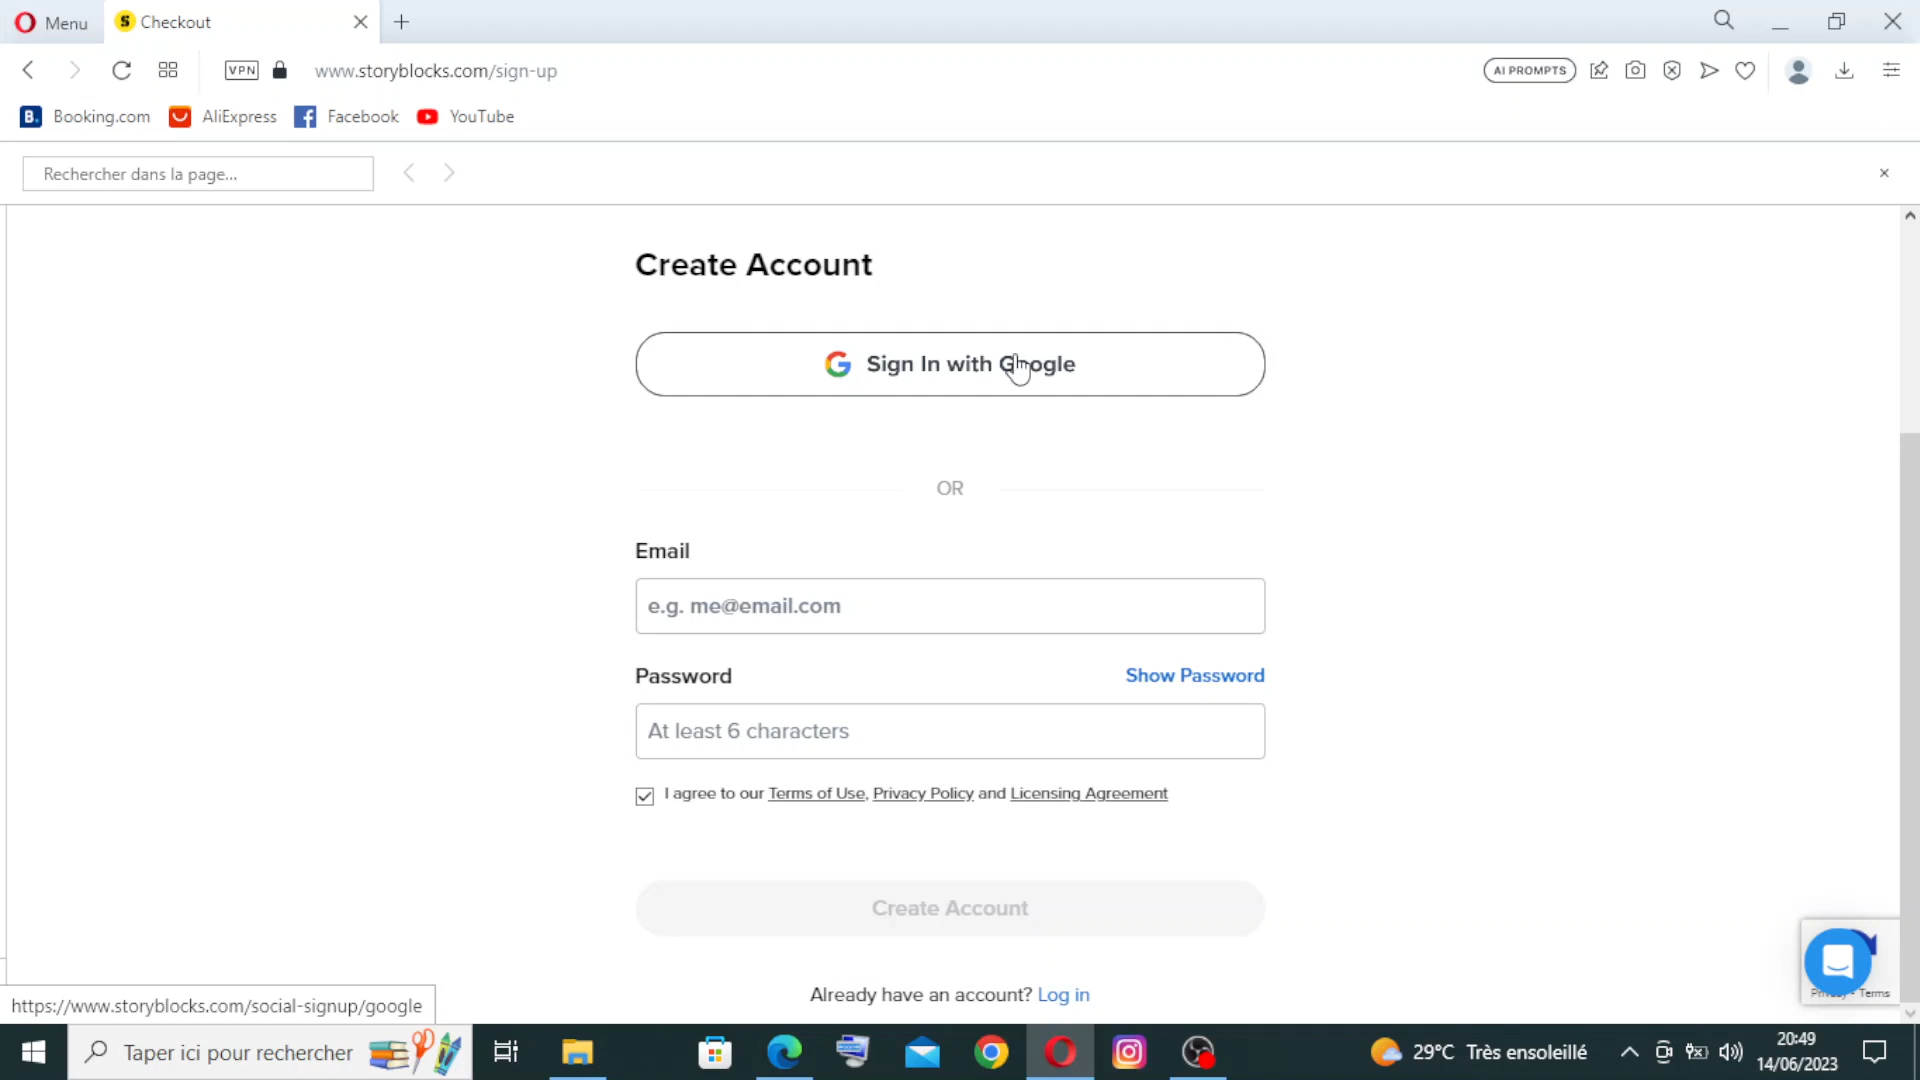 Menu
Checkout
VPN
www.storyblocks.com/sign-up
AI PROMPTS
Booking.com
AliExpress
Facebook
YouTube
Rechercher dans la page...
Create Account
Sign In with Google
OR
Email
e.g. me@email.com
Password
Show Password
At least 6 characters
I agree to our Terms of Use, Privacy Policy and Licensing Agreement
Create Account
Already have an account? Log in
Terms
https://www.storyblocks.com/social-signup/google
Taper ici pour rechercher
29°C Très ensoleillé
20:49
14/06/2023